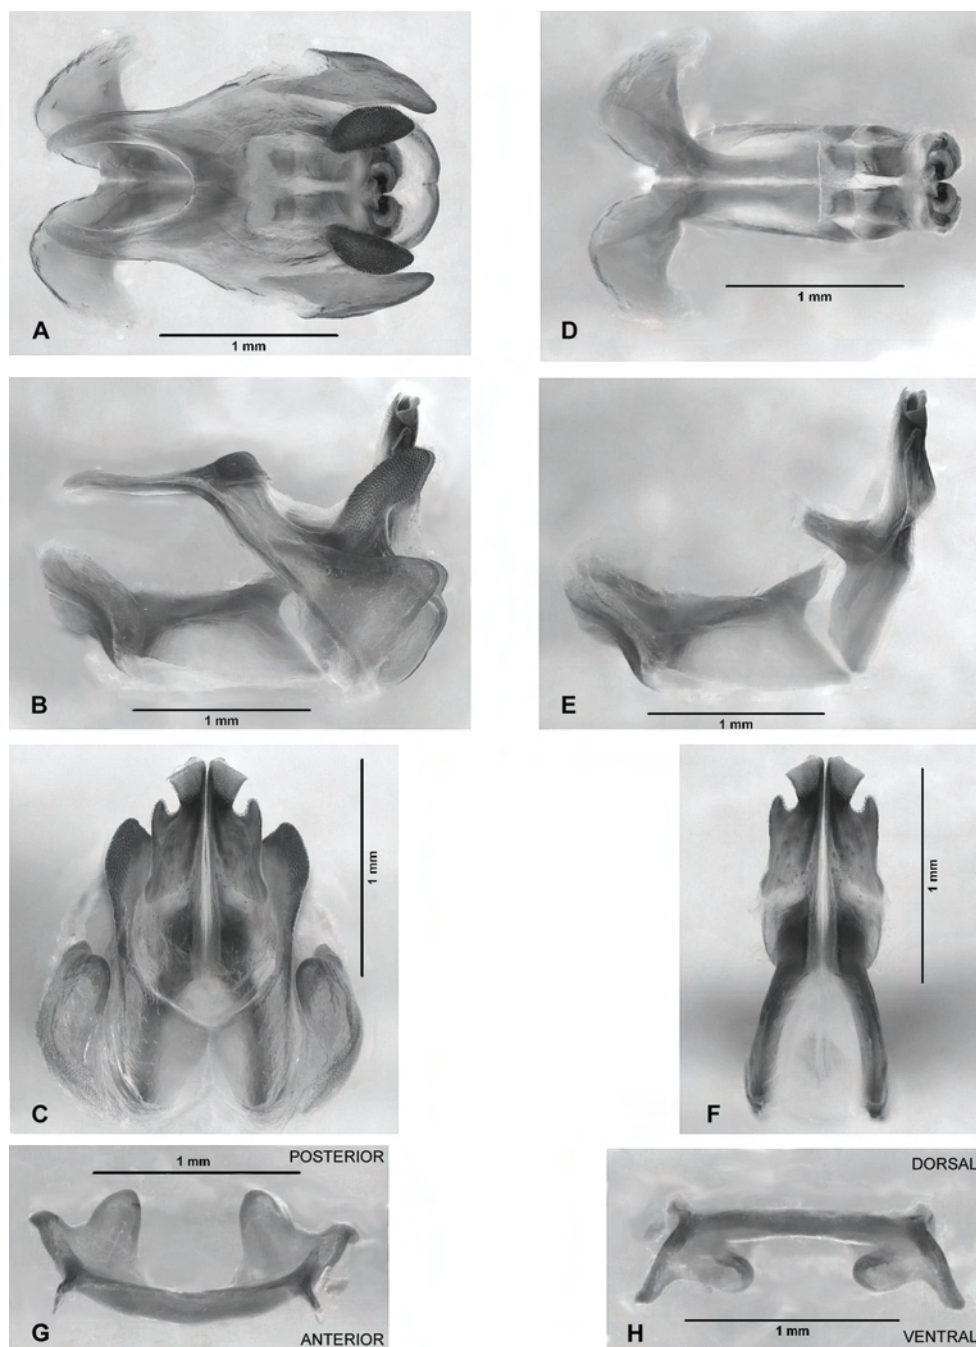 A
1 mm
D
1 mm
B
1 mm
E
1 mm
C
1 mm
F
1 mm
POSTERIOR
1 mm
G
ANTERIOR
DORSAL
H
1 mm
VENTRAL